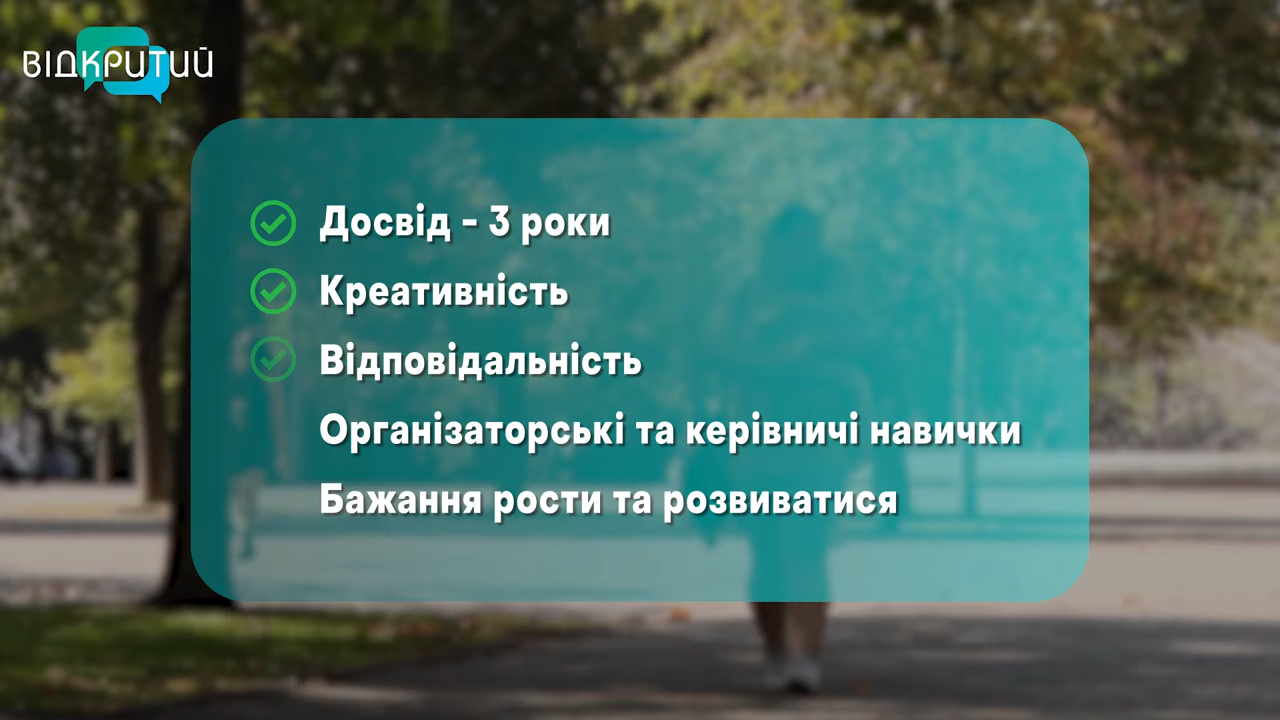 ВІДКРИТИЙ
Досвід - 3 роки
Креативність
Відповідальність
Організаторські та керівничі навички
Бажання рости та розвиватися